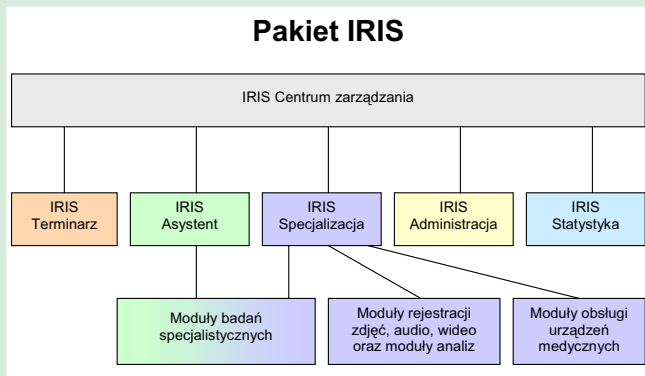 Pakiet IRIS
IRIS Centrum zarządzania
IRIS
Terminarz
IRIS
Asystent
IRIS
Specjalizacja
IRIS
Administracja
IRIS
Statystyka
Moduły badań
specjalistycznych
Moduły rejestracji
zdjęć, audio, wideo
oraz moduły analiz
Moduły obsługi
urządzeń
medycznych